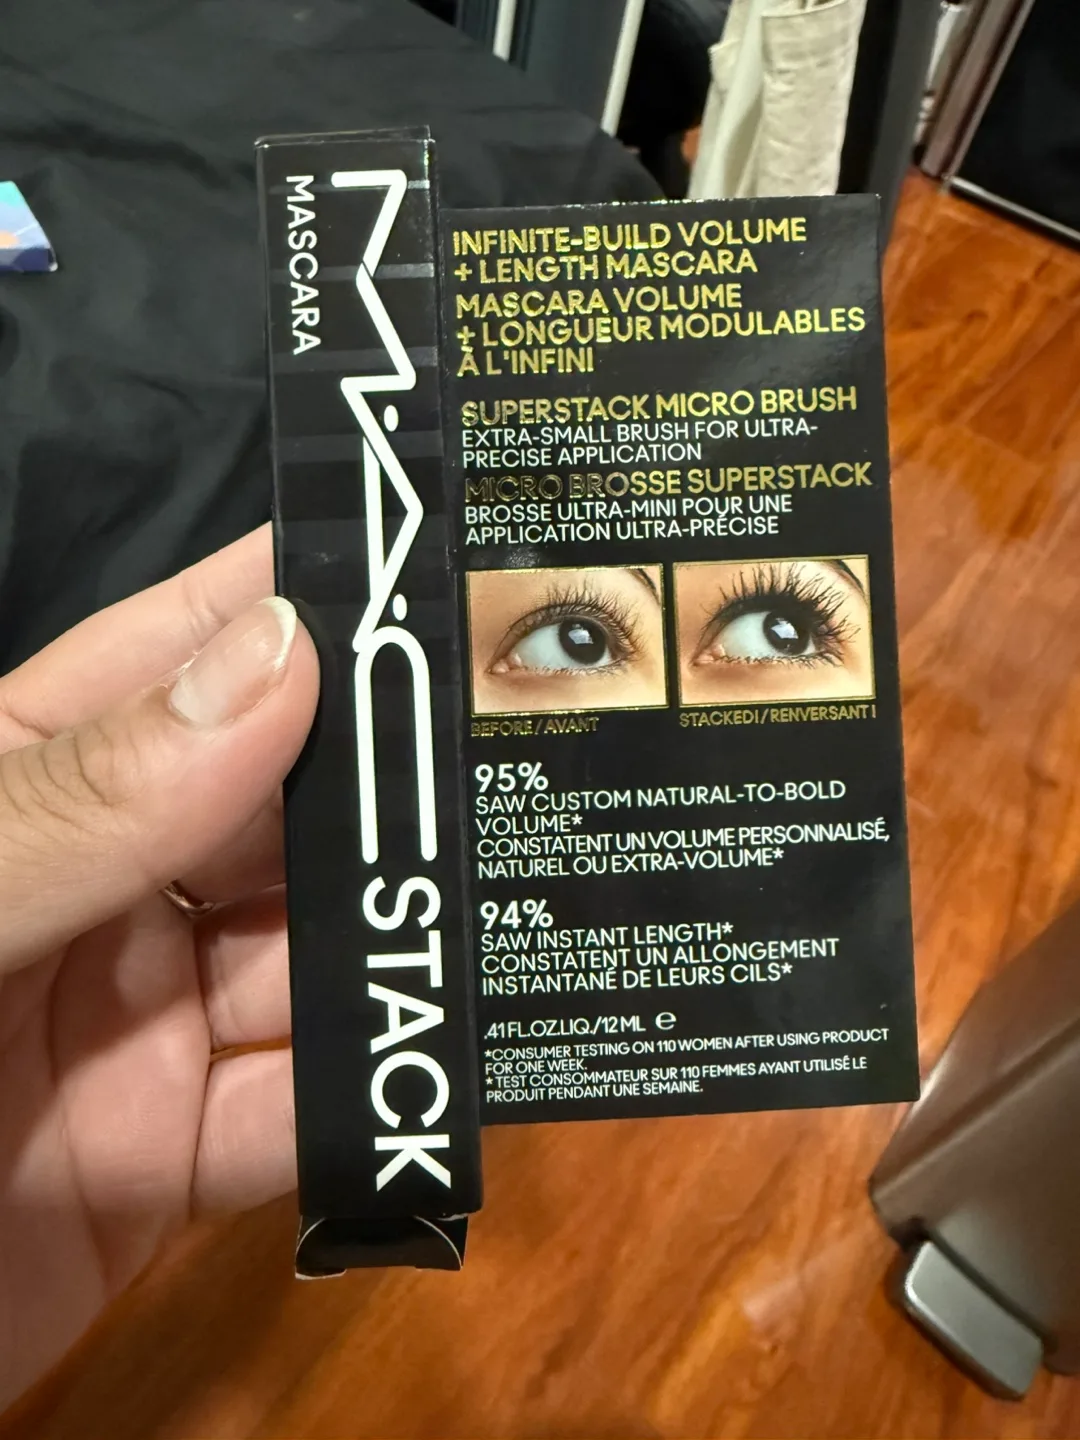 MASCARA
M·A·C STACK
INFINITE-BUILD VOLUME
+ LENGTH MASCARA
MASCARA VOLUME
+ LONGUEUR MODULABLES
À L'INFINI
SUPERSTACK MICRO BRUSH
EXTRA-SMALL BRUSH FOR ULTRA-
PRECISE APPLICATION
MICRO BROSSE SUPERSTACK
BROSSE ULTRA-MINI POUR UNE
APPLICATION ULTRA-PRÉCISE
BEFORE / AVANT
STACKED! / RENVERSANT !
95%
SAW CUSTOM NATURAL-TO-BOLD
VOLUME*
CONSTATENT UN VOLUME PERSONNALISÉ,
NATUREL OU EXTRA-VOLUME*
94%
SAW INSTANT LENGTH*
CONSTATENT UN ALLONGEMENT
INSTANTANÉ DE LEURS CILS*
.41 FL.OZ.LIQ./12 ML ℮
*CONSUMER TESTING ON 110 WOMEN AFTER USING PRODUCT
FOR ONE WEEK.
*TEST CONSOMMATEUR SUR 110 FEMMES AYANT UTILISÉ LE
PRODUIT PENDANT UNE SEMAINE.